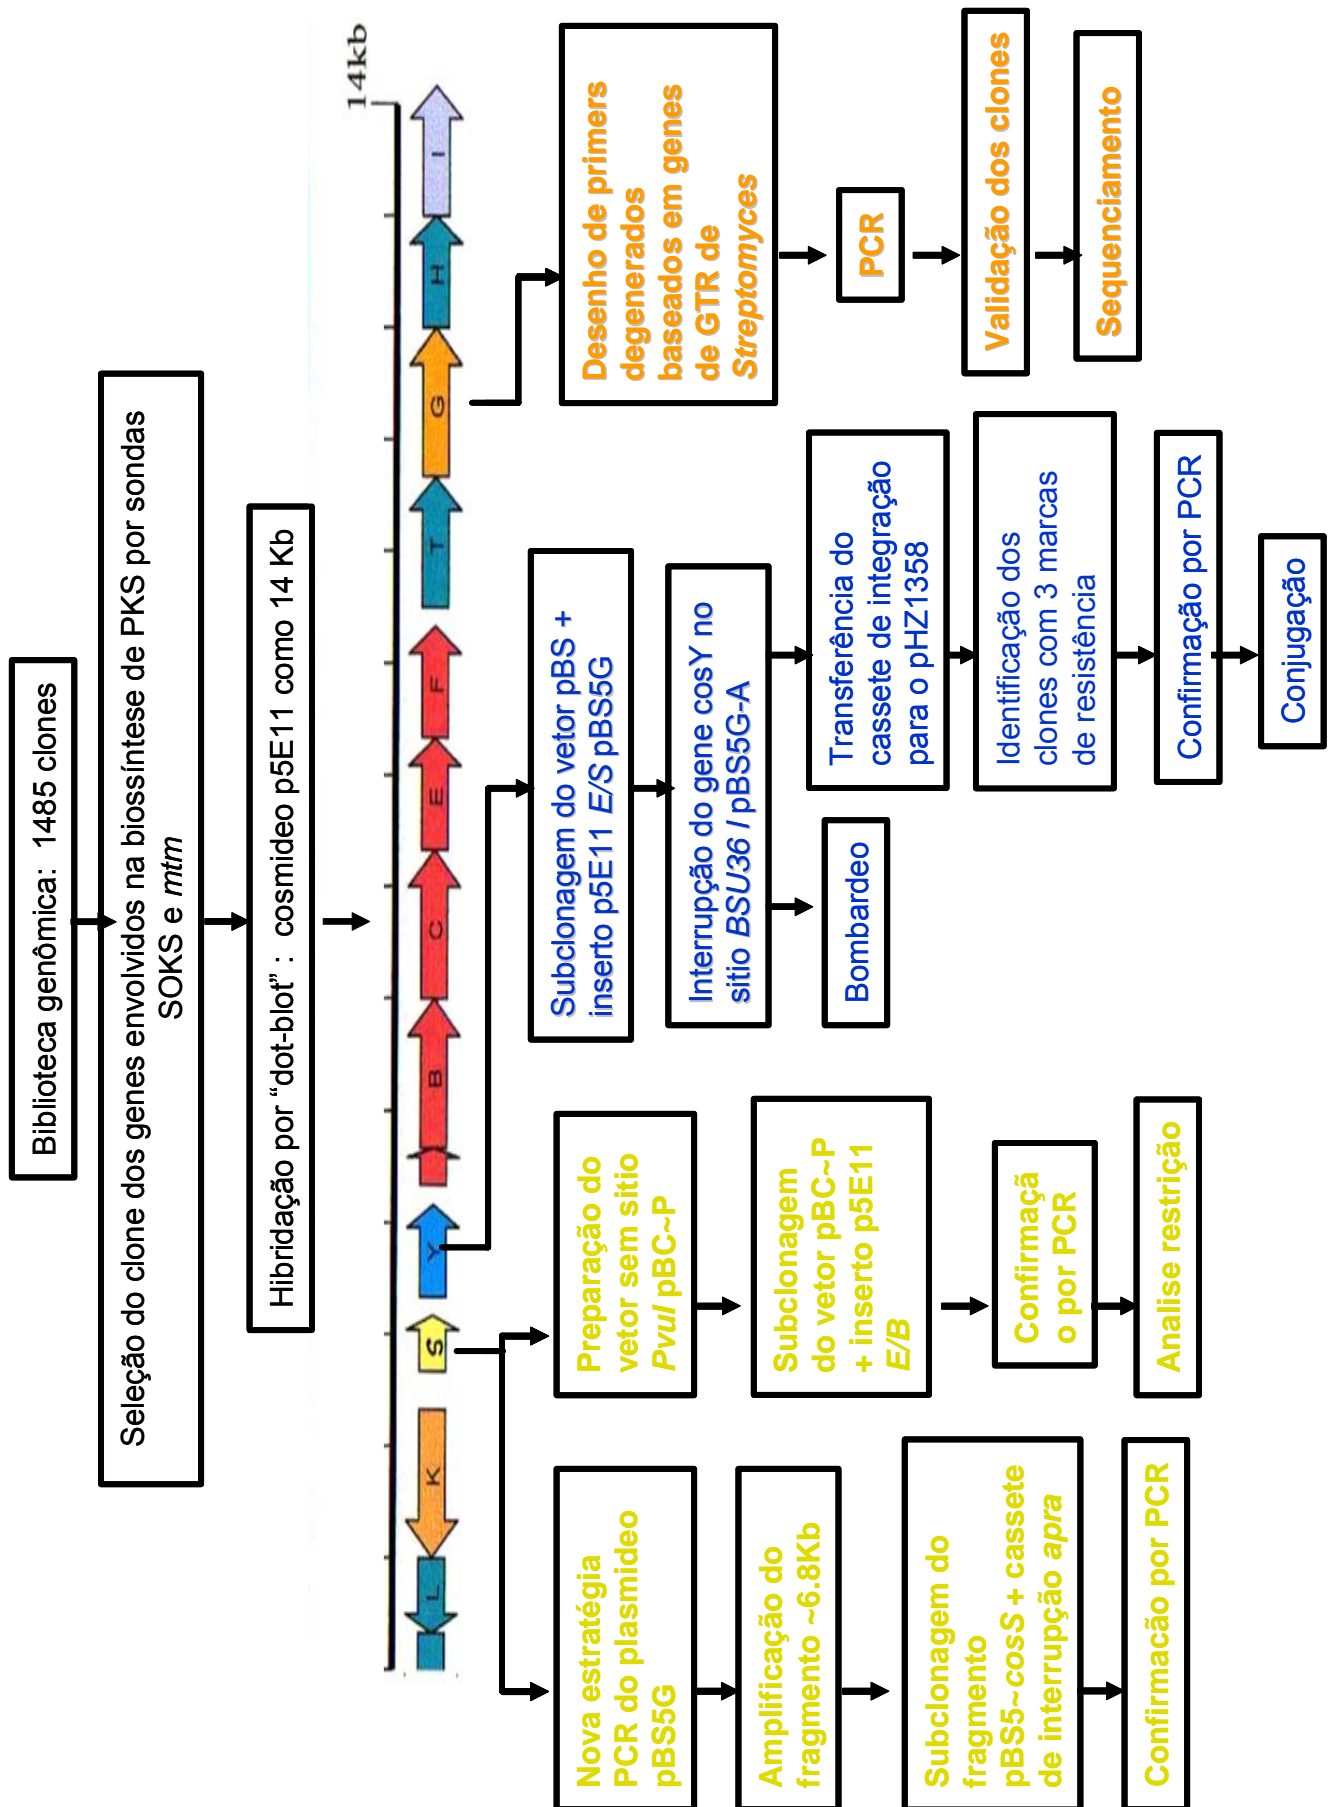 Biblioteca genômica:  1485 clones
Seleção do clone dos genes envolvidos na biossíntese de PKS por sondas
SOKS e mtm
Hibridação por “dot-blot” :  cosmideo p5E11 como 14 Kb
14kb
L
K
S
Y
B
C
E
F
T
G
H
I
Nova estratégia
PCR do plasmideo
pBS5G
Amplificação do
fragmento ~6.8Kb
Subclonagem do
fragmento
pBS5~cosS + cassete
de interrupção apra
Confirmacão por PCR
Preparação do
vetor sem sitio
PvuI pBC~P
Subclonagem
do vetor pBC~P
+ inserto p5E11
E/B
Confirmaçã
o por PCR
Analise restrição
Subclonagem do vetor pBS +
inserto p5E11 E/S pBS5G
Interrupção do gene cosY no
sitio BSU36 I pBS5G-A
Bombardeo
Transferência do
cassete de integração
para o pHZ1358
Identificação dos
clones com 3 marcas
de resistência
Confirmação por PCR
Conjugação
Desenho de primers
degenerados
baseados em genes
de GTR de
Streptomyces
PCR
Validação dos clones
Sequenciamento